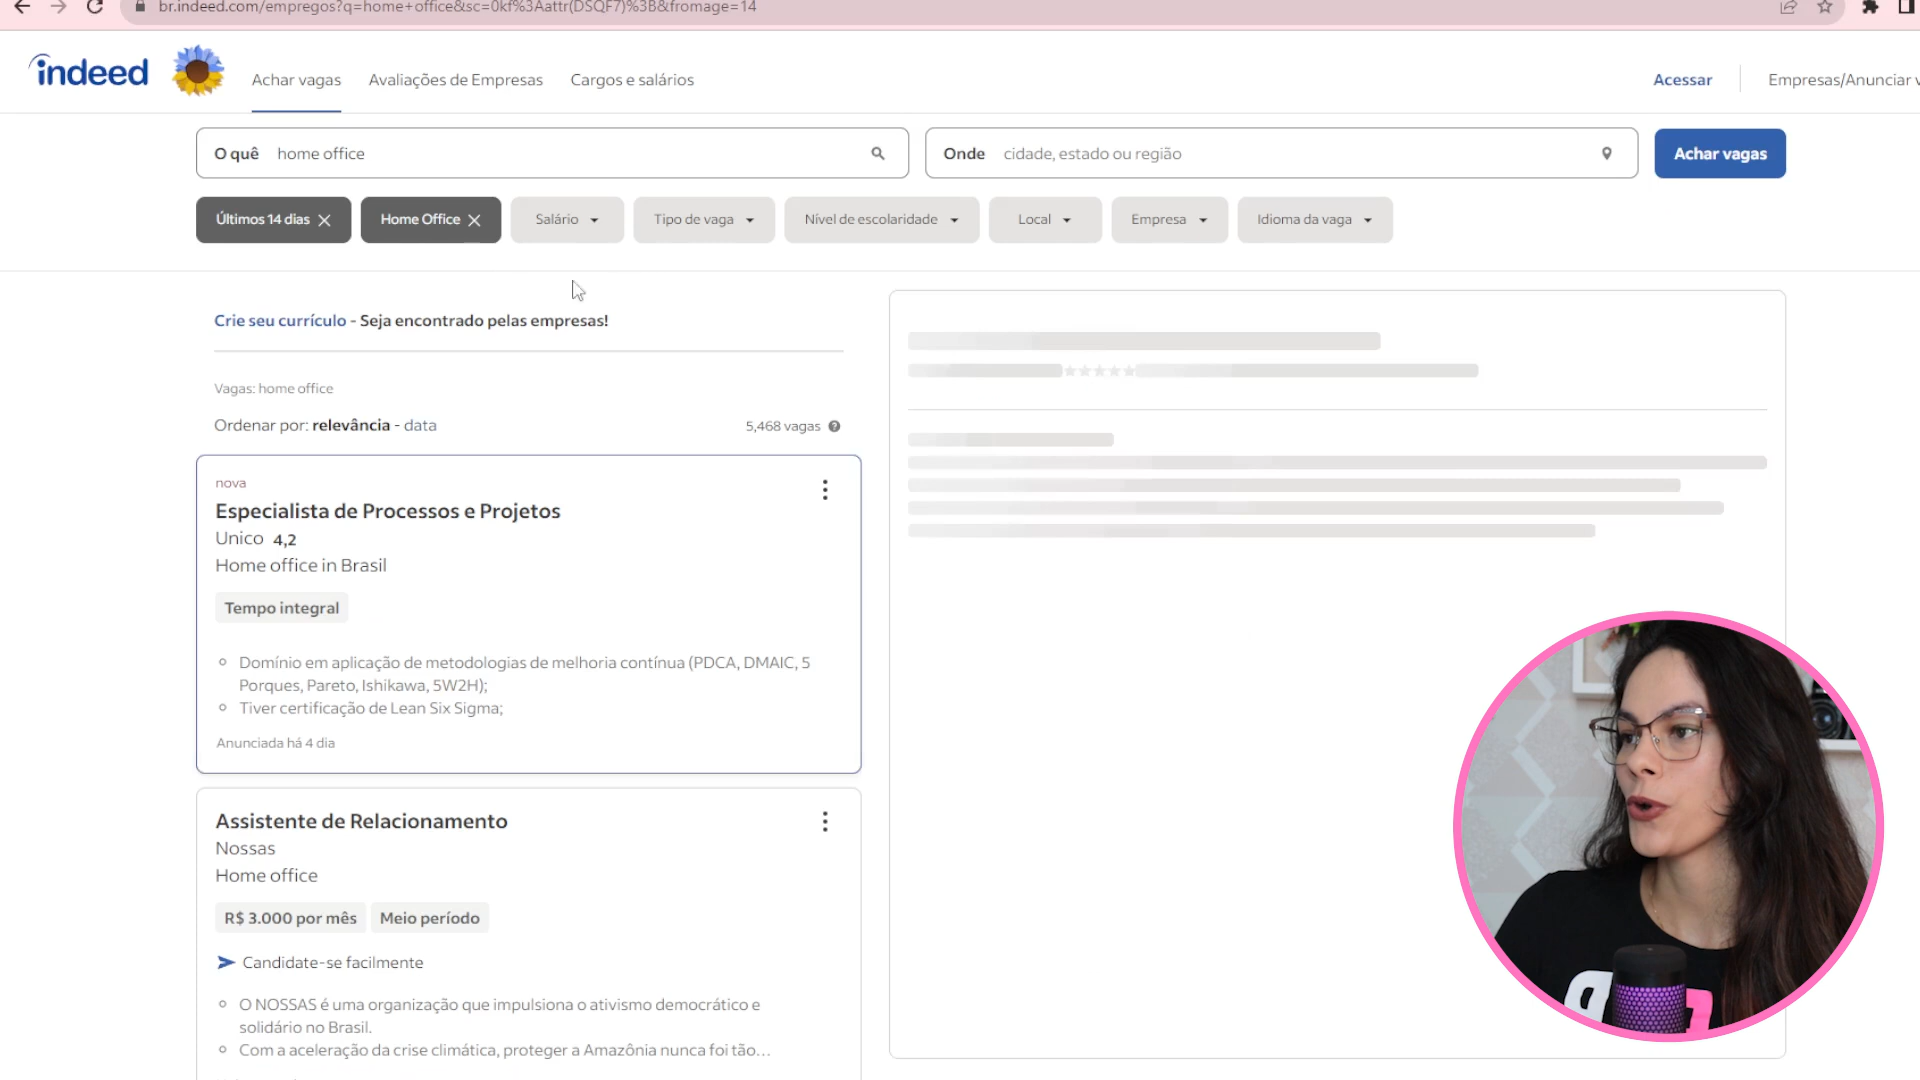 br.indeed.com/empregos?q=home+office&sc=0kf%3Aattr(DSQF7)%3B&fromage=14
indeed
Achar vagas
Avaliações de Empresas
Cargos e salários
Acessar
Empresas/Anunciar v
O quê home office
Onde cidade, estado ou região
Achar vagas
Últimos 14 dias
Home Office
Salário
Tipo de vaga
Nível de escolaridade
Local
Empresa
Idioma da vaga
Crie seu currículo - Seja encontrado pelas empresas!
Vagas: home office
Ordenar por: relevância - data
5,468 vagas
nova
Especialista de Processos e Projetos
Unico 4,2
Home office in Brasil
Tempo integral
Domínio em aplicação de metodologias de melhoria contínua (PDCA, DMAIC, 5
Porques, Pareto, Ishikawa, 5W2H);
Tiver certificação de Lean Six Sigma;
Anunciada há 4 dia
Assistente de Relacionamento
Nossas
Home office
R$ 3.000 por mês
Meio período
Candidate-se facilmente
O NOSSAS é uma organização que impulsiona o ativismo democrático e
solidário no Brasil.
Com a aceleração da crise climática, proteger a Amazônia nunca foi tão...